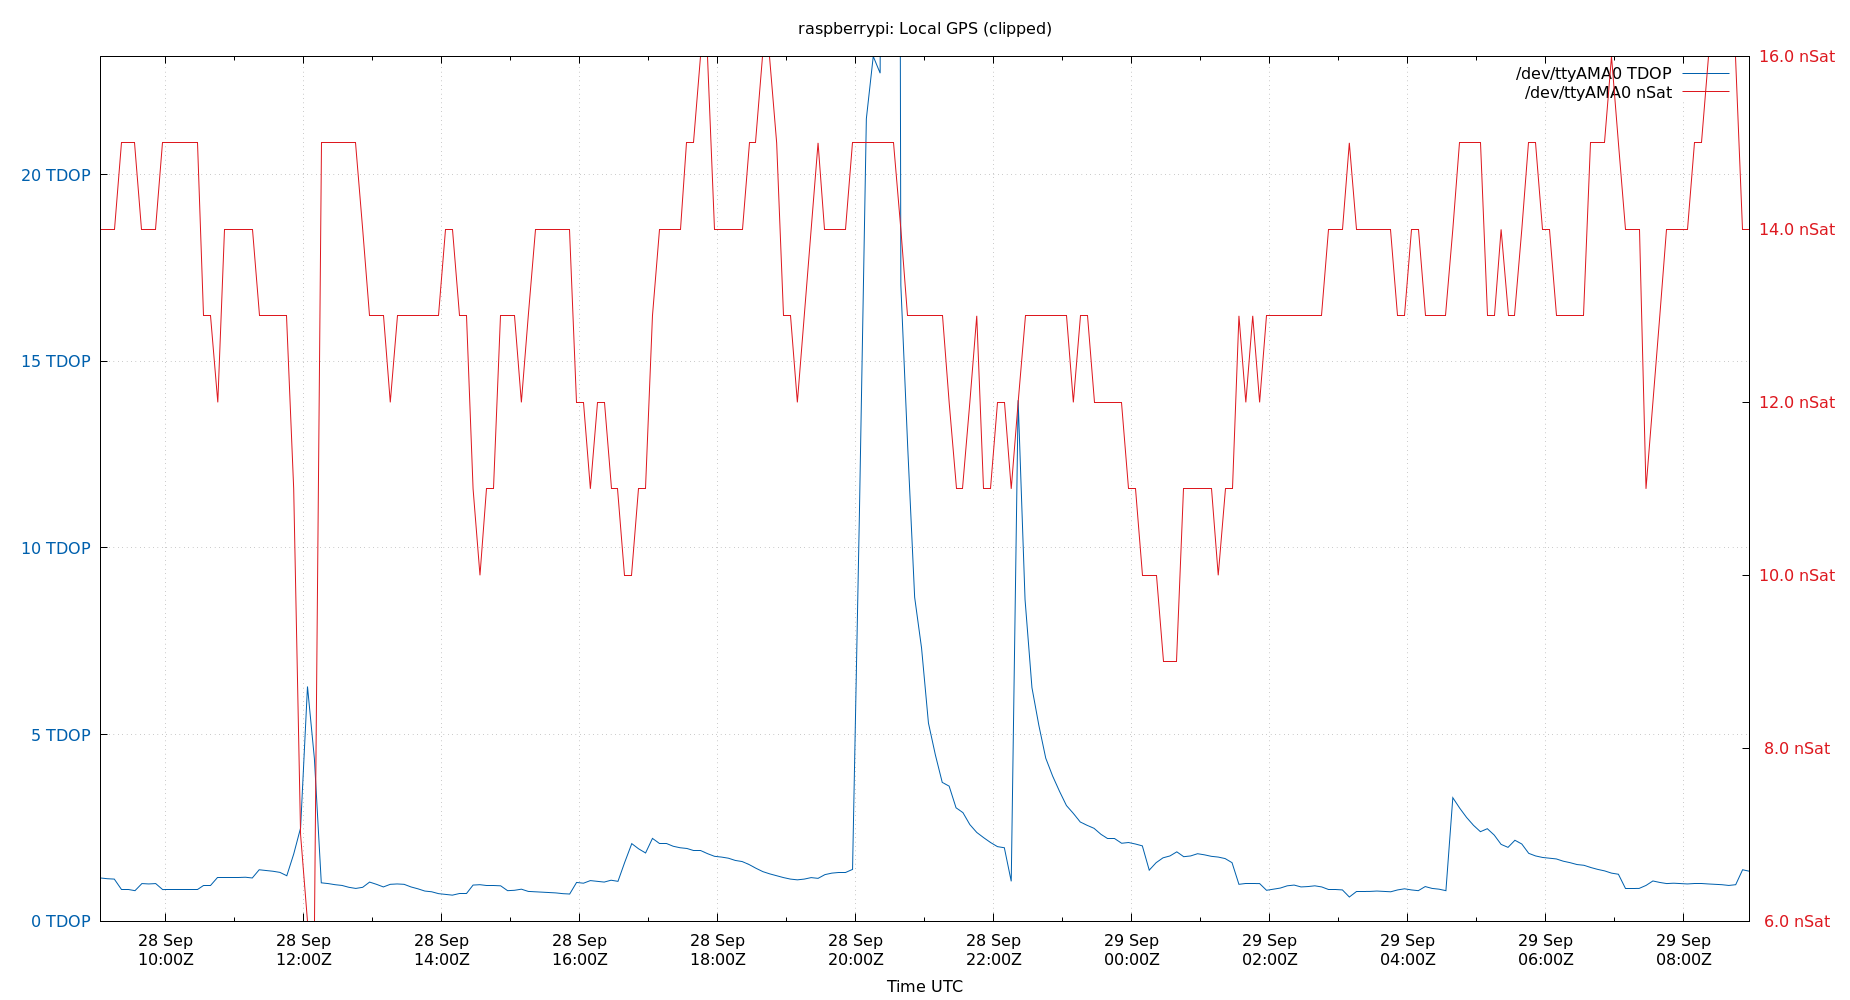 raspberrypi: Local GPS (clipped)
/dev/ttyAMA0 TDOP
/dev/ttyAMA0 nSat
20 TDOP
15 TDOP
10 TDOP
5 TDOP
0 TDOP
16.0 nSat
14.0 nSat
12.0 nSat
10.0 nSat
8.0 nSat
6.0 nSat
28 Sep 28 Sep 28 Sep 28 Sep 28 Sep 28 Sep 28 Sep 29 Sep 29 Sep 29 Sep 29 Sep 29 Sep
10:00Z 12:00Z 14:00Z 16:00Z 18:00Z 20:00Z 22:00Z 00:00Z 02:00Z 04:00Z 06:00Z 08:00Z
Time UTC